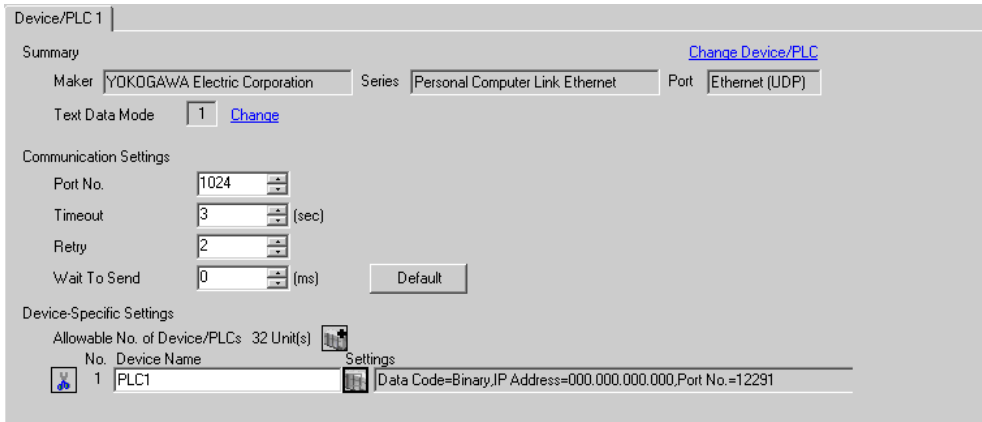 Device/PLC 1
Summary Change Device/PLC
Maker YOKOGAWA Electric Corporation Series Personal Computer Link Ethernet Port Ethernet (UDP)
Text Data Mode 1 Change
Communication Settings
Port No. 1024
Timeout 3 (sec)
Retry 2
Wait To Send 0 (ms) Default
Device-Specific Settings
Allowable No. of Device/PLCs 32 Unit(s)
No. Device Name Settings
1 PLC1 Data Code=Binary,IP Address=000.000.000.000,Port No.=12291